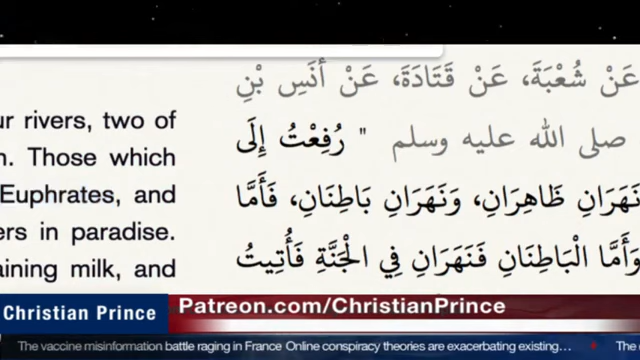 عَنْ شُعْبَةَ، عَنْ قَتَادَةَ، عَنْ أَنَسِ بْنِ
صلى الله عليه وسلم " رُفِعْتُ إِلَى
نَهَرَانِ ظَاهِرَانِ، وَنَهَرَانِ بَاطِنَانِ، فَأَمَّا
وَأَمَّا الْبَاطِنَانِ فَنَهَرَانِ فِي الْجَنَّةِ فَأُتِيتُ
ur rivers, two of
n. Those which
Euphrates, and
ers in paradise.
aining milk, and
Christian Prince
Patreon.com/ChristianPrince
The vaccine misinformation battle raging in France Online conspiracy theories are exacerbating existing…
The